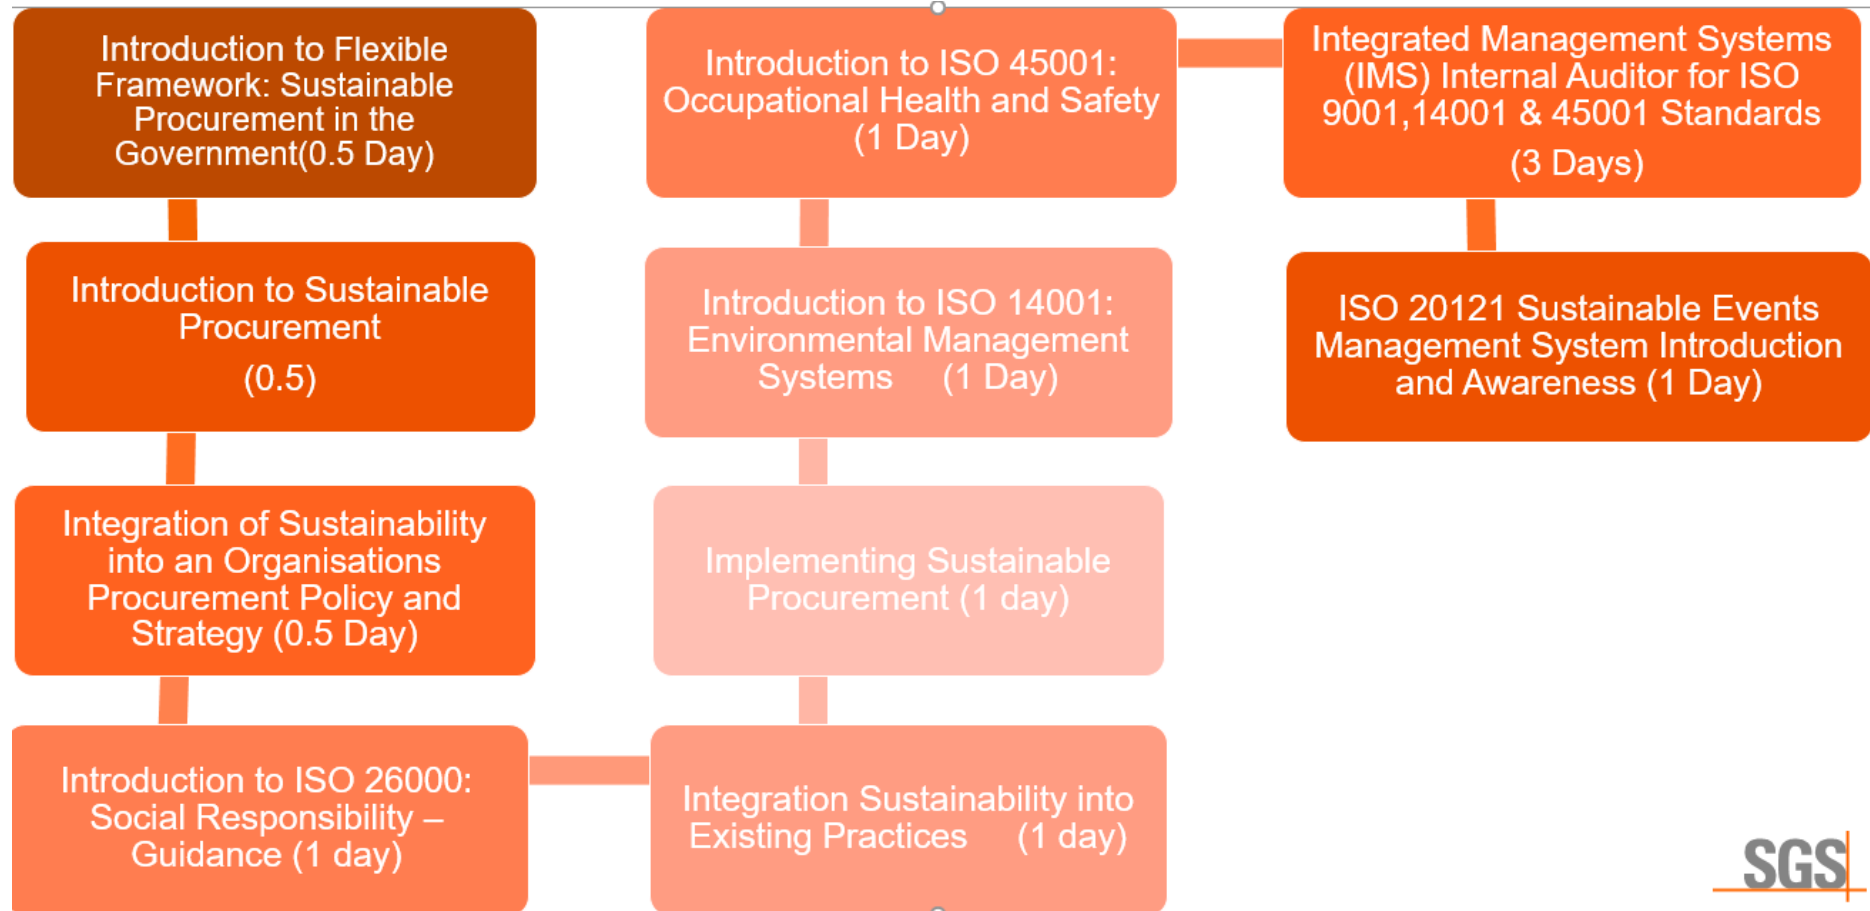 Introduction to Flexible
Framework: Sustainable
Procurement in the
Government(0.5 Day)
Introduction to Sustainable
Procurement
(0.5)
Integration of Sustainability
into an Organisations
Procurement Policy and
Strategy (0.5 Day)
Introduction to ISO 26000:
Social Responsibility –
Guidance (1 day)
Integration Sustainability into
Existing Practices (1 day)
Implementing Sustainable
Procurement (1 day)
Introduction to ISO 14001:
Environmental Management
Systems (1 Day)
Introduction to ISO 45001:
Occupational Health and Safety
(1 Day)
Integrated Management Systems
(IMS) Internal Auditor for ISO
9001,14001 & 45001 Standards
(3 Days)
ISO 20121 Sustainable Events
Management System Introduction
and Awareness (1 Day)
SGS